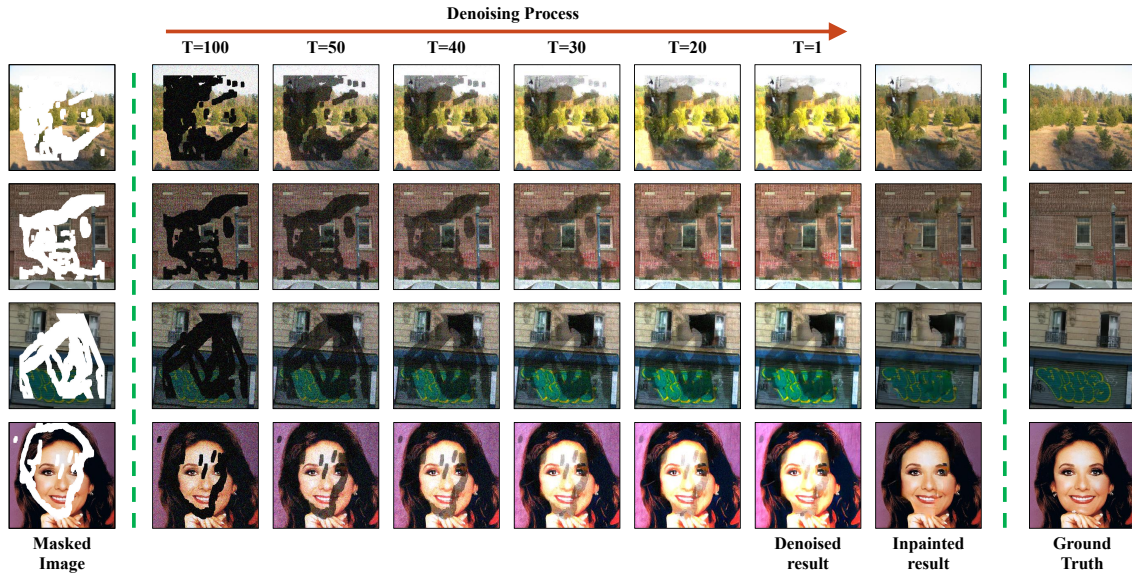 Denoising Process
T=100 T=50 T=40 T=30 T=20 T=1
Masked
Image
Denoised
result
Inpainted
result
Ground
Truth